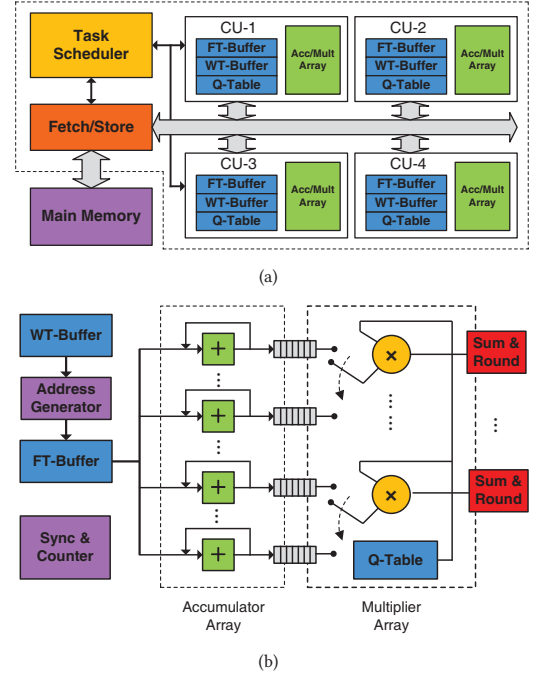 Task
Scheduler
Fetch/Store
Main Memory
CU-1
FT-Buffer
WT-Buffer
Q-Table
Acc/Mult
Array
CU-2
FT-Buffer
WT-Buffer
Q-Table
Acc/Mult
Array
CU-3
FT-Buffer
WT-Buffer
Q-Table
Acc/Mult
Array
CU-4
FT-Buffer
WT-Buffer
Q-Table
Acc/Mult
Array
(a)
WT-Buffer
Address
Generator
FT-Buffer
Sync &
Counter
+
...
+
...
+
...
+
Accumulator
Array
×
.....
×
Q-Table
Multiplier
Array
Sum &
Round
...
Sum &
Round
(b)